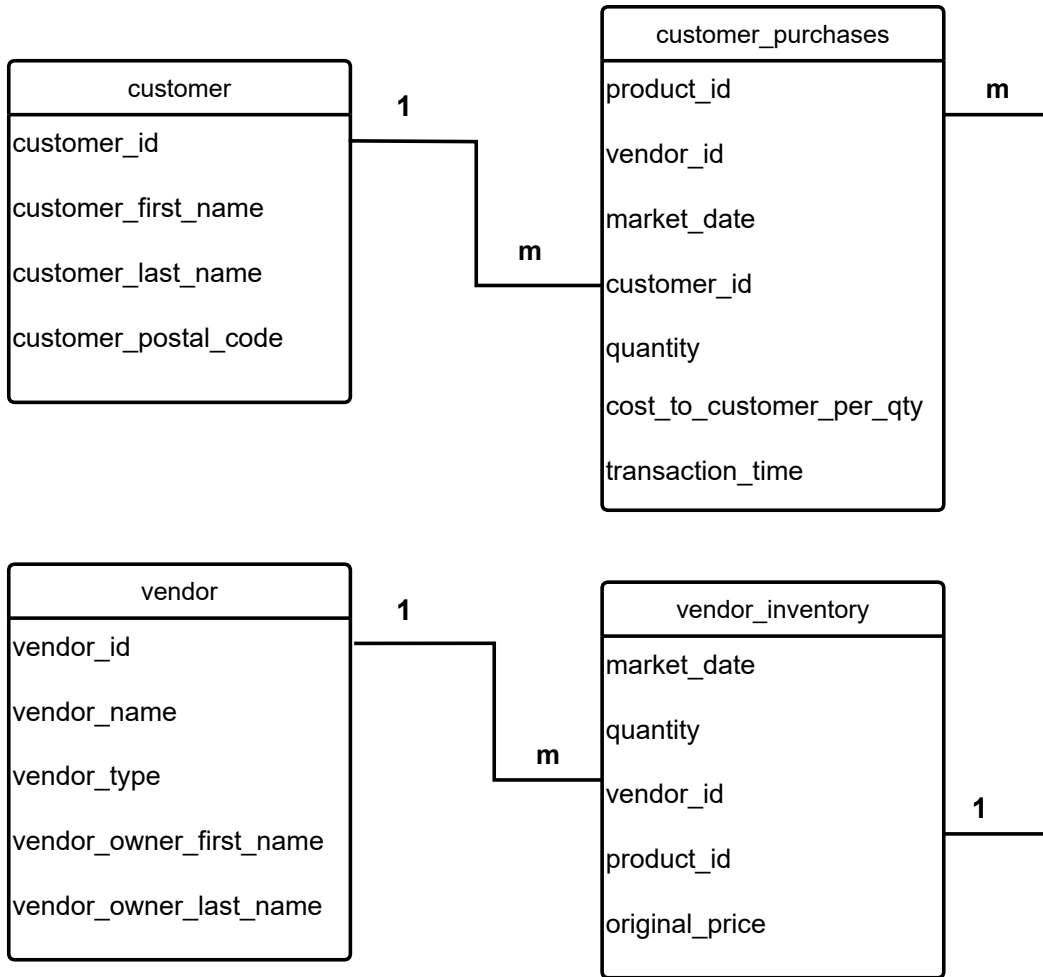 customer
customer_id
customer_first_name
customer_last_name
customer_postal_code
1
m
customer_purchases
product_id
vendor_id
market_date
customer_id
quantity
cost_to_customer_per_qty
transaction_time
m
vendor
vendor_id
vendor_name
vendor_type
vendor_owner_first_name
vendor_owner_last_name
1
m
vendor_inventory
market_date
quantity
vendor_id
product_id
original_price
1